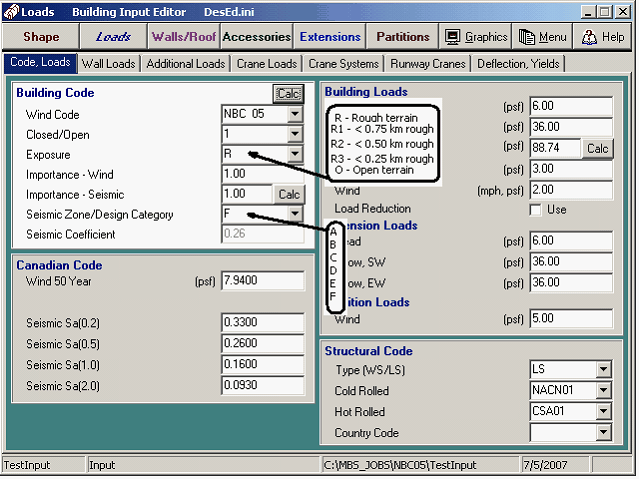 Loads    Building Input Editor    DesEd.ini
Shape Loads Walls/Roof Accessories Extensions Partitions Graphics Menu Help
Code, Loads Wall Loads Additional Loads Crane Loads Crane Systems Runway Cranes Deflection, Yields
Building Code Calc
Wind Code NBC 05
Closed/Open 1
Exposure R
Importance - Wind 1.00
Importance - Seismic 1.00 Calc
Seismic Zone/Design Category F
Seismic Coefficient 0.26
Canadian Code
Wind 50 Year (psf) 7.9400
Seismic Sa(0.2) 0.3300
Seismic Sa(0.5) 0.2600
Seismic Sa(1.0) 0.1600
Seismic Sa(2.0) 0.0930
Building Loads
R - Rough terrain
R1 - < 0.75 km rough
R2 - < 0.50 km rough
R3 - < 0.25 km rough
O - Open terrain
(psf) 6.00
(psf) 36.00
(psf) 88.74 Calc
(psf) 3.00
Wind (mph, psf) 2.00
Load Reduction Use
A
B
C
D
E
F
ension Loads
ead (psf) 6.00
ow, SW (psf) 36.00
ow, EW (psf) 36.00
ition Loads
Wind (psf) 5.00
Structural Code
Type (WS/LS) LS
Cold Rolled NACN01
Hot Rolled CSA01
Country Code
TestInput Input C:\MBS_JOBS\NBC05\TestInput 7/5/2007